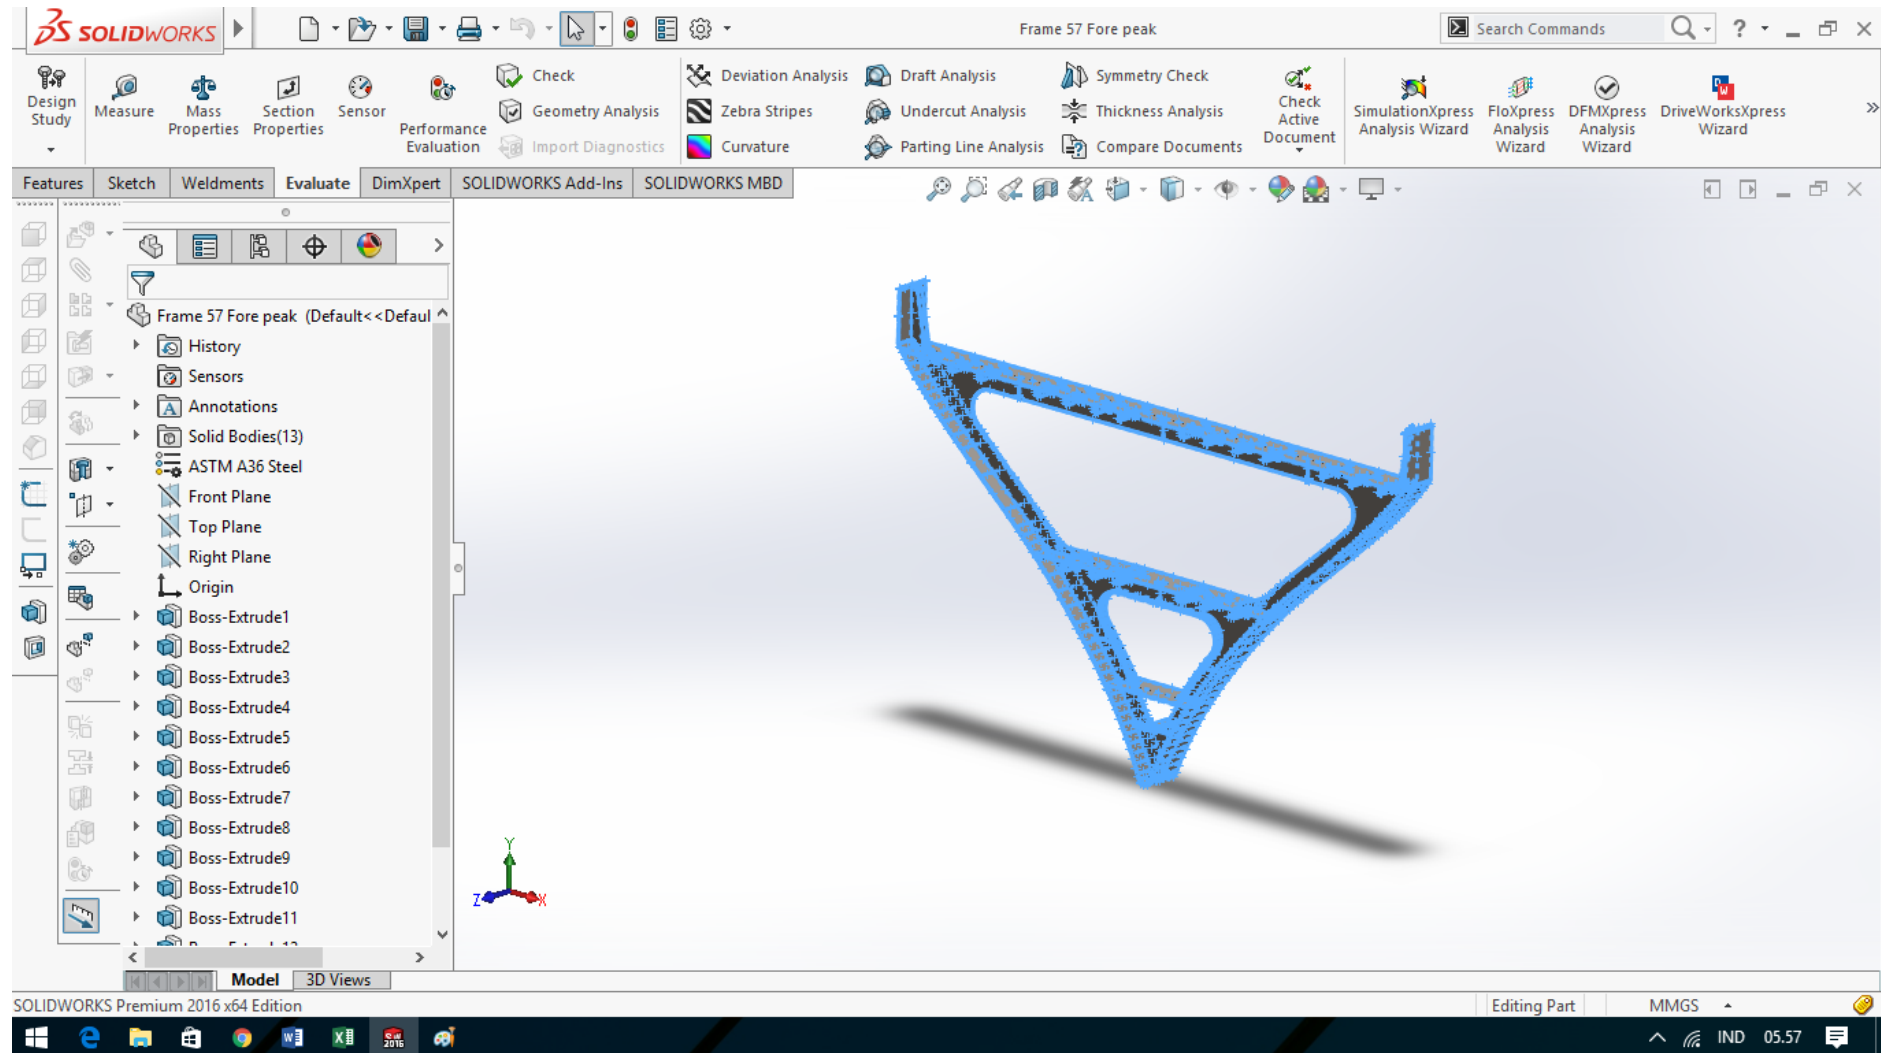 SOLIDWORKS
Frame 57 Fore peak
Search Commands
Design Study
Measure
Mass Properties
Section Properties
Sensor
Performance Evaluation
Check
Geometry Analysis
Import Diagnostics
Deviation Analysis
Zebra Stripes
Curvature
Draft Analysis
Undercut Analysis
Parting Line Analysis
Symmetry Check
Thickness Analysis
Compare Documents
Check Active Document
SimulationXpress Analysis Wizard
FloXpress Analysis Wizard
DFMXpress Analysis Wizard
DriveWorksXpress Wizard
Features
Sketch
Weldments
Evaluate
DimXpert
SOLIDWORKS Add-Ins
SOLIDWORKS MBD
Frame 57 Fore peak (Default<<Defaul
History
Sensors
Annotations
Solid Bodies(13)
ASTM A36 Steel
Front Plane
Top Plane
Right Plane
Origin
Boss-Extrude1
Boss-Extrude2
Boss-Extrude3
Boss-Extrude4
Boss-Extrude5
Boss-Extrude6
Boss-Extrude7
Boss-Extrude8
Boss-Extrude9
Boss-Extrude10
Boss-Extrude11
Y
Z
X
Model
3D Views
SOLIDWORKS Premium 2016 x64 Edition
Editing Part
MMGS
IND
05.57